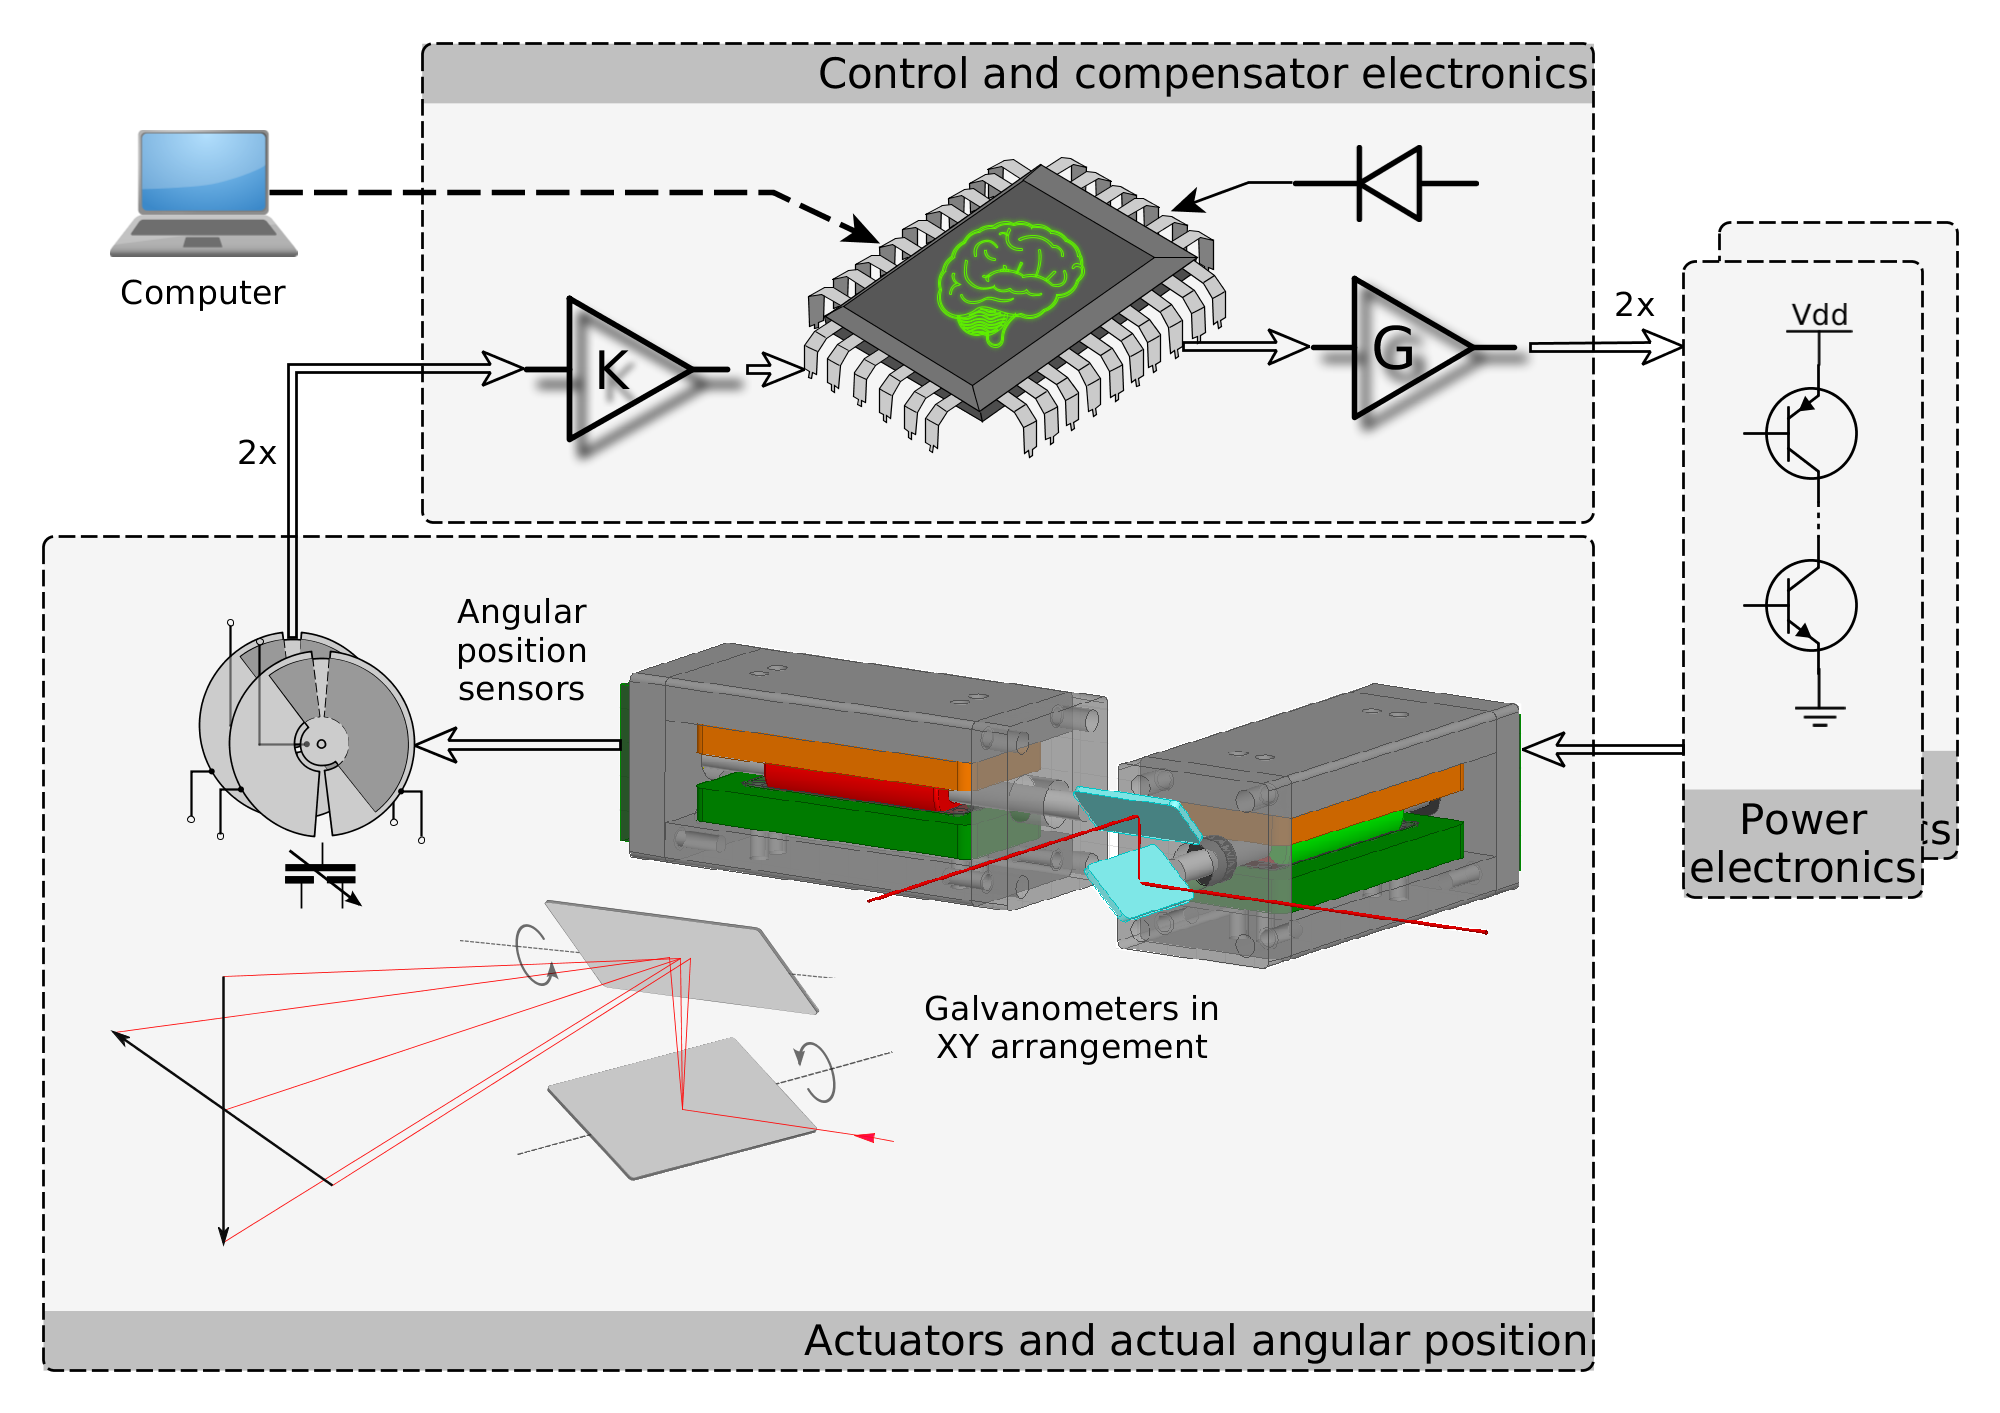 Control and compensator electronics
Computer
K
G
2x
Vdd
2x
Angular
position
sensors
Power
electronics
cs
Galvanometers in
XY arrangement
Actuators and actual angular position